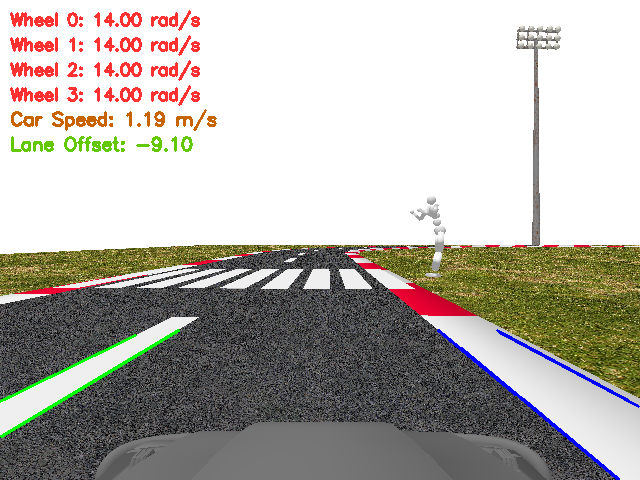 Wheel 0: 14.00 rad/s
Wheel 1: 14.00 rad/s
Wheel 2: 14.00 rad/s
Wheel 3: 14.00 rad/s
Car Speed: 1.19 m/s
Lane Offset: -9.10